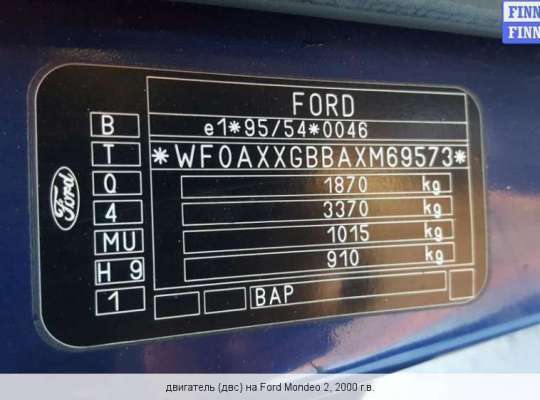 FINN
FINN
FORD
B
e1*95/54*0046
T
*WF0AXXGBBAXM69573*
Q
1870 kg
4
3370 kg
MU
1015 kg
H 9
910 kg
1
BAP
Ford
двигатель (двс) на Ford Mondeo 2, 2000 г.в.